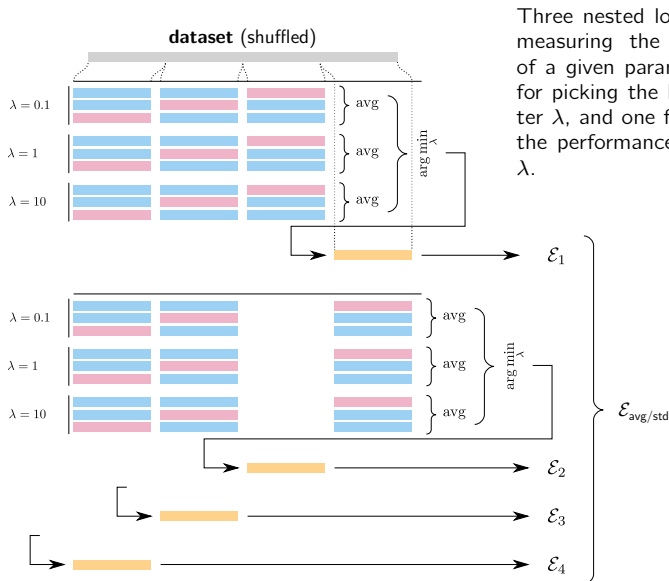 dataset (shuffled)
Three nested lo
measuring the
of a given paran
for picking the
ter λ, and one f
the performance
λ.
λ = 0.1
avg
λ = 1
avg
arg min
λ
λ = 10
avg
ℰ₁
λ = 0.1
avg
λ = 1
avg
arg min
λ
λ = 10
avg
ℰavg/std
ℰ₂
ℰ₃
ℰ₄